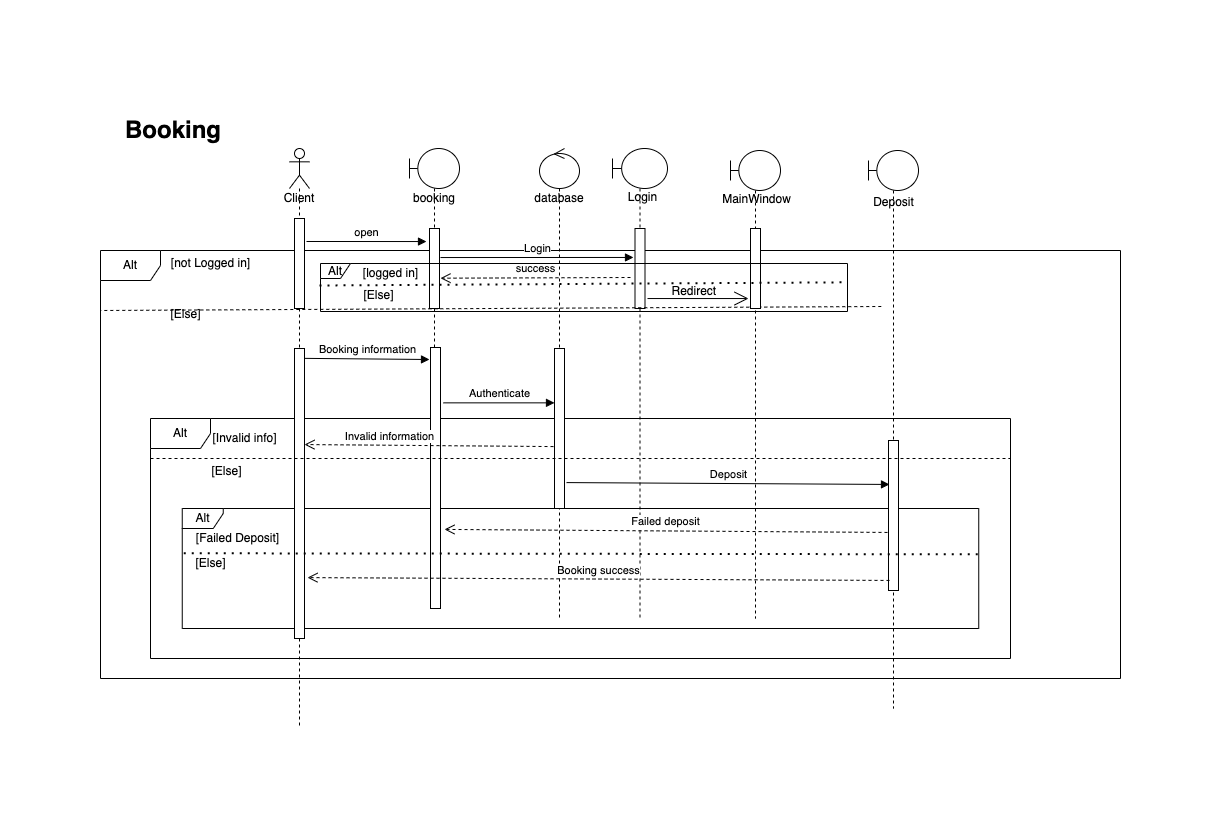 Booking
Client
booking
database
Login
MainWindow
Deposit
open
Login
Alt
[not Logged in]
Alt
[logged in]
success
[Else]
Redirect
[Else]
Booking information
Authenticate
Alt
[Invalid info]
Invalid information
[Else]
Deposit
Alt
Failed deposit
[Failed Deposit]
[Else]
Booking success